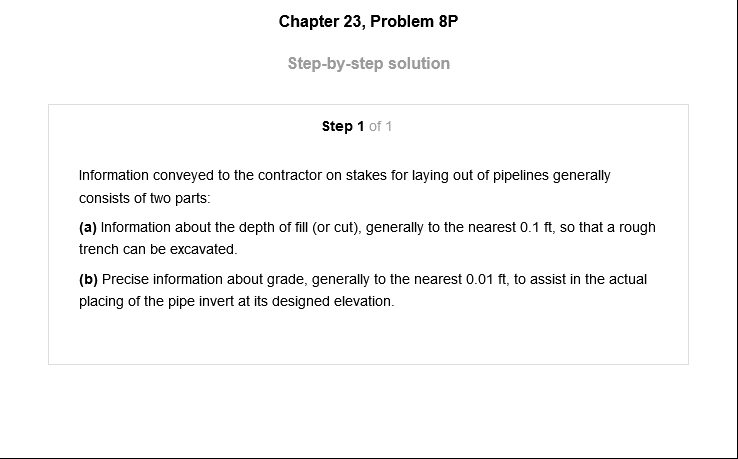 Chapter 23, Problem 8P
Step-by-step solution
Step 1 of 1
Information conveyed to the contractor on stakes for laying out of pipelines generally
consists of two parts:
(a) Information about the depth of fill (or cut), generally to the nearest 0.1 ft, so that a rough
trench can be excavated.
(b) Precise information about grade, generally to the nearest 0.01 ft, to assist in the actual
placing of the pipe invert at its designed elevation.